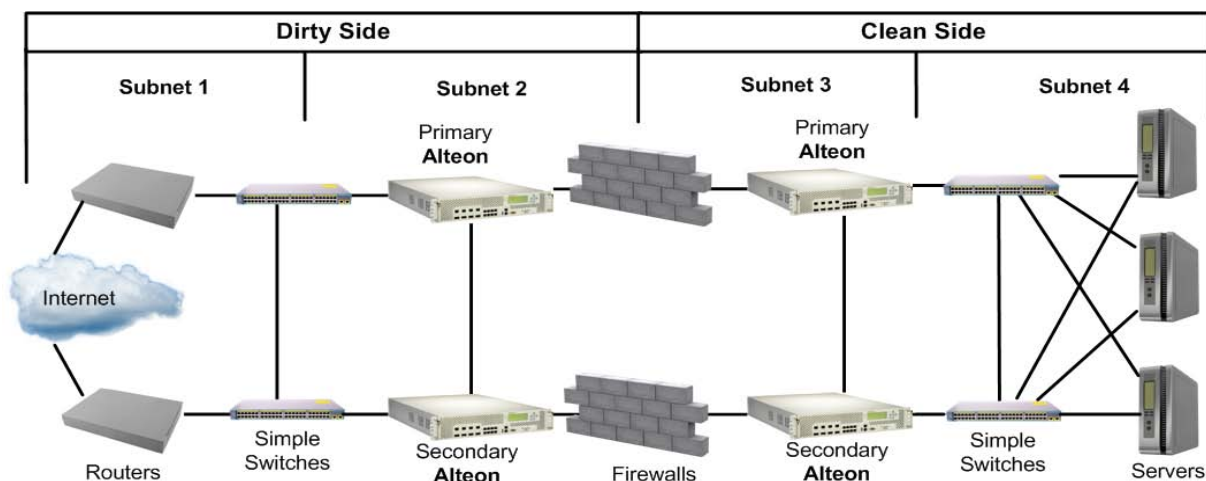 Dirty Side
Clean Side
Subnet 1
Subnet 2
Subnet 3
Subnet 4
Primary
Alteon
Primary
Alteon
Internet
Routers
Simple
Switches
Secondary
Alteon
Firewalls
Secondary
Alteon
Simple
Switches
Servers